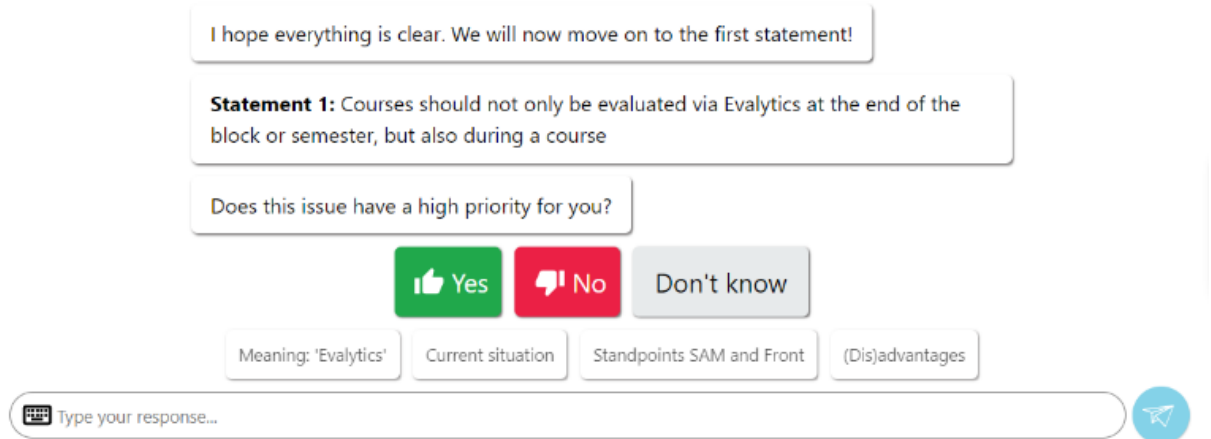 I hope everything is clear. We will now move on to the first statement!
Statement 1: Courses should not only be evaluated via Evalytics at the end of the
block or semester, but also during a course
Does this issue have a high priority for you?
Yes No Don't know
Meaning: 'Evalytics' Current situation Standpoints SAM and Front (Dis)advantages
Type your response...